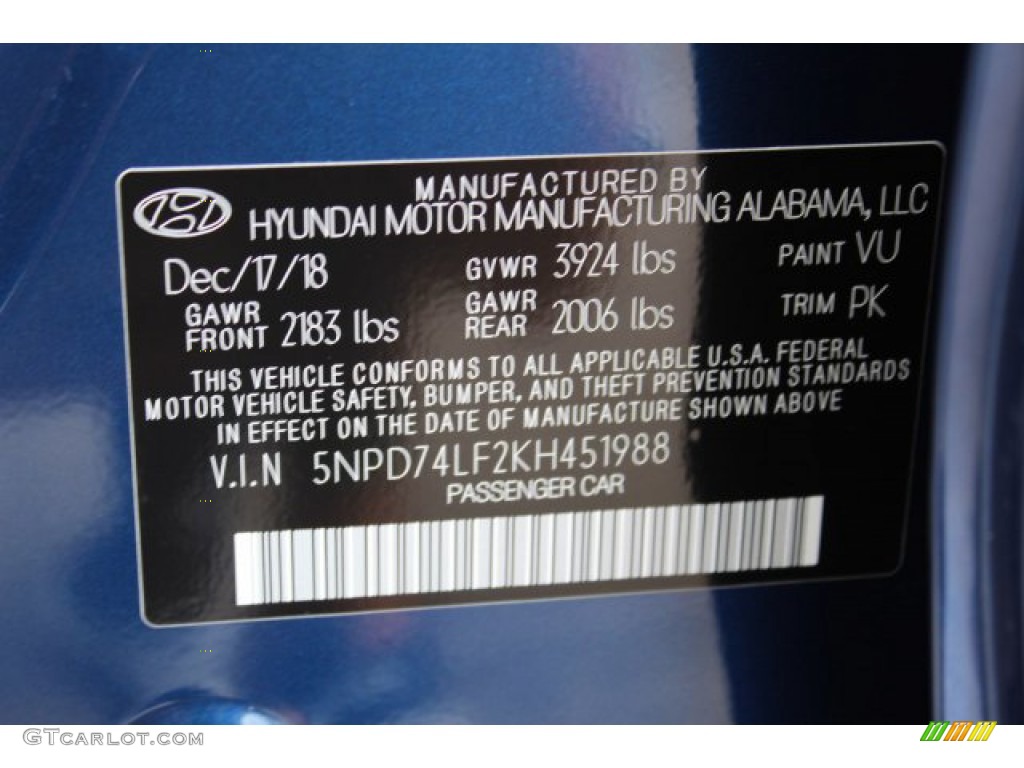 MANUFACTURED BY
HYUNDAI MOTOR MANUFACTURING ALABAMA, LLC
Dec/17/18 GVWR 3924 lbs PAINT VU
GAWR FRONT 2183 lbs GAWR REAR 2006 lbs TRIM PK
THIS VEHICLE CONFORMS TO ALL APPLICABLE U.S.A. FEDERAL
MOTOR VEHICLE SAFETY, BUMPER, AND THEFT PREVENTION STANDARDS
IN EFFECT ON THE DATE OF MANUFACTURE SHOWN ABOVE
V.I.N 5NPD74LF2KH451988
PASSENGER CAR
GTCarLot.com